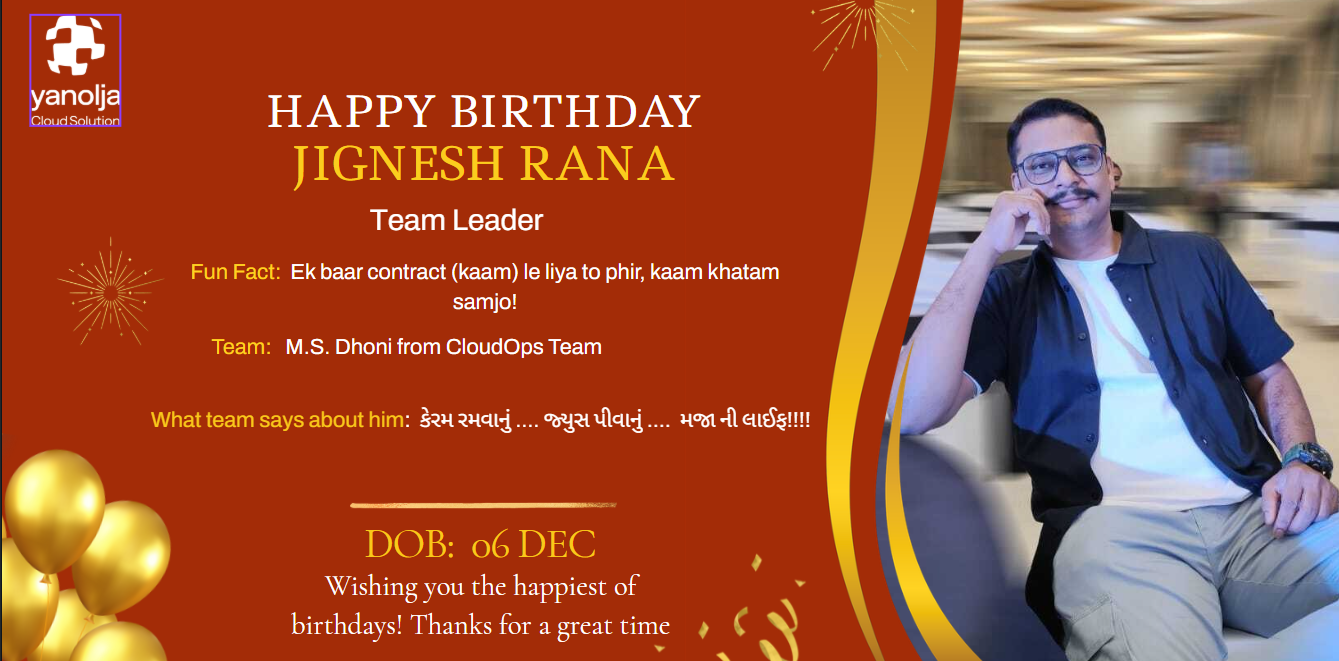 yanolja
Cloud Solution
HAPPY BIRTHDAY
JIGNESH RANA
Team Leader
Fun Fact: Ek baar contract (kaam) le liya to phir, kaam khatam
samjo!
Team: M.S. Dhoni from CloudOps Team
What team says about him: કેરમ રમવાનું .... જ્યુસ પીવાનું .... મજા ની લાઈફ!!!!
DOB: 06 DEC
Wishing you the happiest of
birthdays! Thanks for a great time